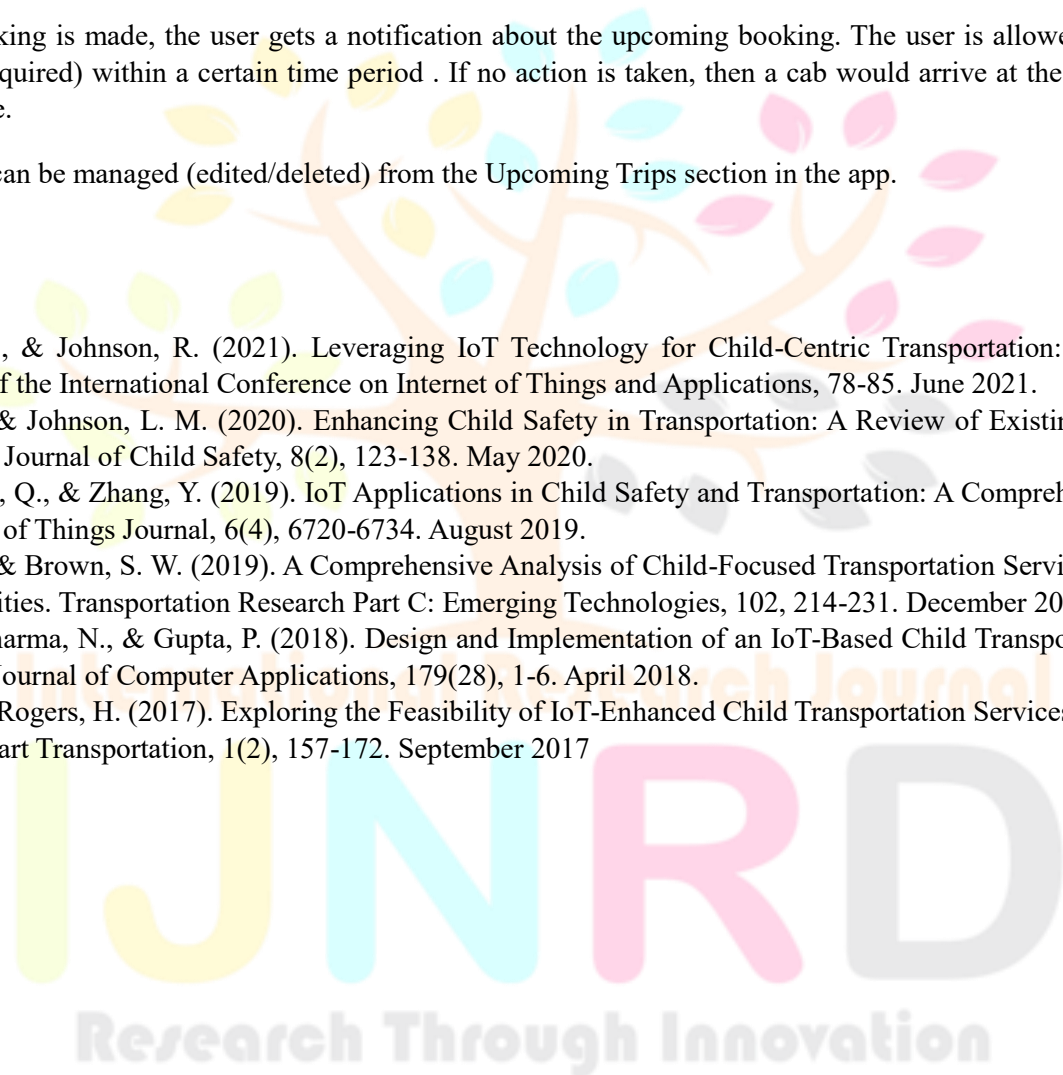 king is made, the user gets a notification about the upcoming booking. The user is allowe
quired) within a certain time period . If no action is taken, then a cab would arrive at the
e.
can be managed (edited/deleted) from the Upcoming Trips section in the app.
, & Johnson, R. (2021). Leveraging IoT Technology for Child-Centric Transportation:
f the International Conference on Internet of Things and Applications, 78-85. June 2021.
& Johnson, L. M. (2020). Enhancing Child Safety in Transportation: A Review of Existin
Journal of Child Safety, 8(2), 123-138. May 2020.
, Q., & Zhang, Y. (2019). IoT Applications in Child Safety and Transportation: A Compreh
of Things Journal, 6(4), 6720-6734. August 2019.
& Brown, S. W. (2019). A Comprehensive Analysis of Child-Focused Transportation Servi
ities. Transportation Research Part C: Emerging Technologies, 102, 214-231. December 20
harma, N., & Gupta, P. (2018). Design and Implementation of an IoT-Based Child Transpo
Journal of Computer Applications, 179(28), 1-6. April 2018.
International Research Journal
Rogers, H. (2017). Exploring the Feasibility of IoT-Enhanced Child Transportation Services
art Transportation, 1(2), 157-172. September 2017
IJNRD
Research Through Innovation